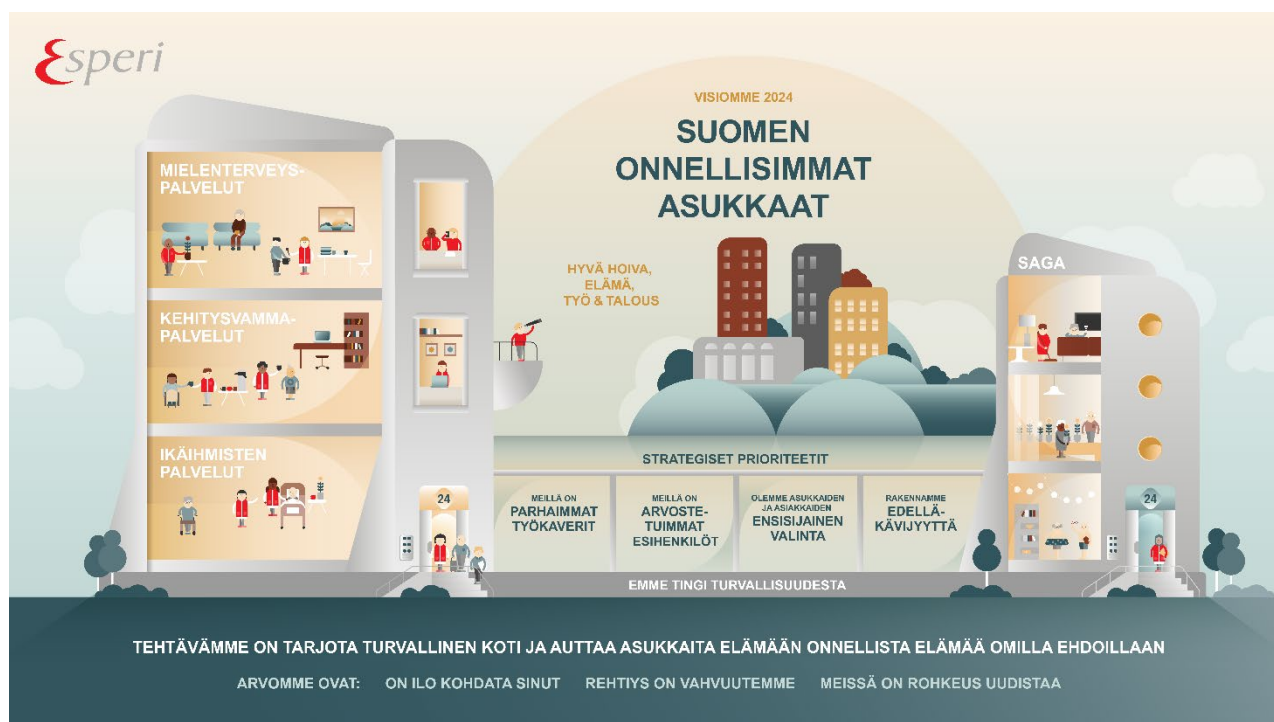 Esperi
VISIOMME 2024
SUOMEN
ONNELLISIMMAT
ASUKKAAT
HYVÄ HOIVA,
ELÄMÄ,
TYÖ & TALOUS
MIELENTERVEYS-
PALVELUT
KEHITYSVAMMA-
PALVELUT
IKÄIHMISTEN
PALVELUT
24
SAGA
24
STRATEGISET PRIORITEETIT
MEILLÄ ON
PARHAIMMAT
TYÖKAVERIT
MEILLÄ ON
ARVOSTE-
TUIMMAT
ESIHENKILÖT
OLEMME ASUKKAIDEN
JA ASIAKKAIDEN
ENSISIJAINEN
VALINTA
RAKENNAMME
EDELLÄ-
KÄVIJYYTTÄ
EMME TINGI TURVALLISUUDESTA
TEHTÄVÄMME ON TARJOTA TURVALLINEN KOTI JA AUTTAA ASUKKAITA ELÄMÄÄN ONNELLISTA ELÄMÄÄ OMILLA EHDOILLAAN
ARVOMME OVAT: ON ILO KOHDATA SINUT REHTIYS ON VAHVUUTEMME MEISSÄ ON ROHKEUS UUDISTAA